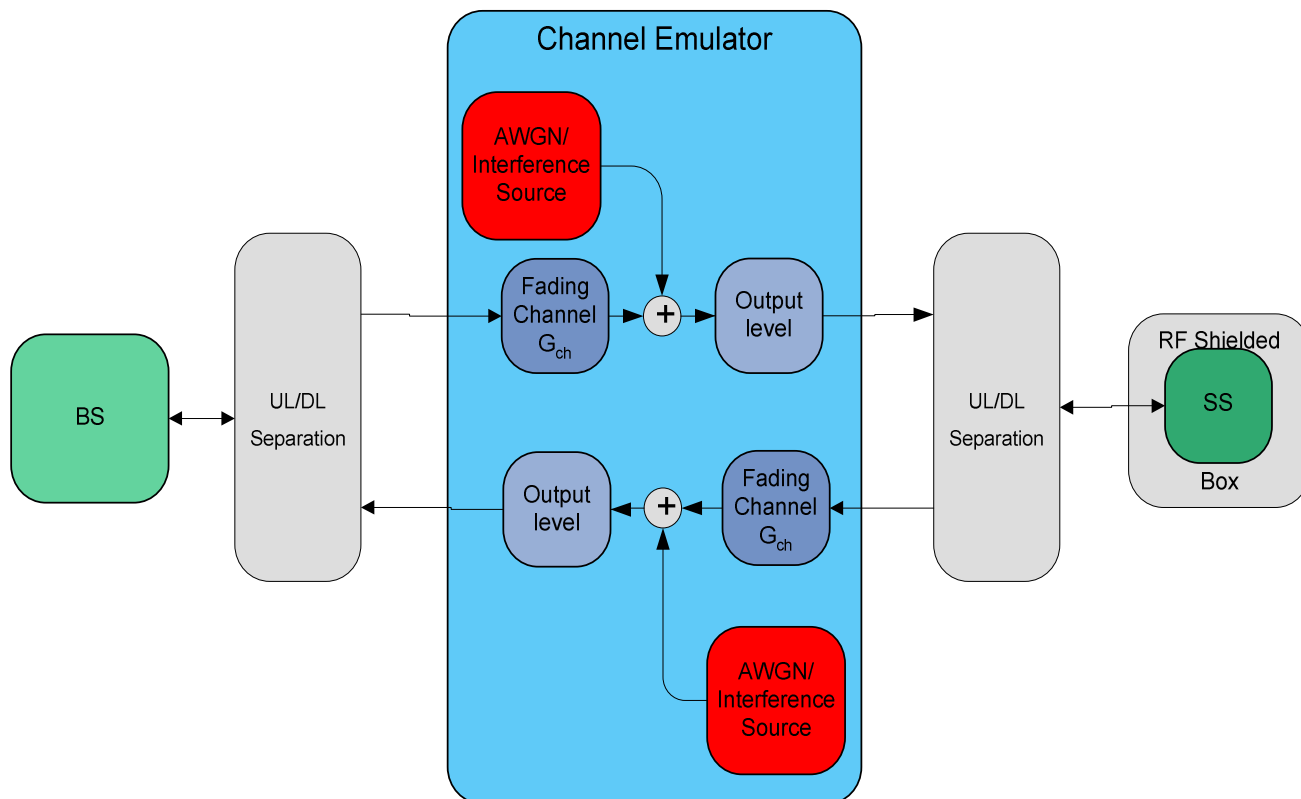 Channel Emulator
AWGN/
Interference
Source
Fading
Channel
Gch
+
Output
level
BS
UL/DL
Separation
UL/DL
Separation
RF Shielded
SS
Box
Output
level
+
Fading
Channel
Gch
AWGN/
Interference
Source